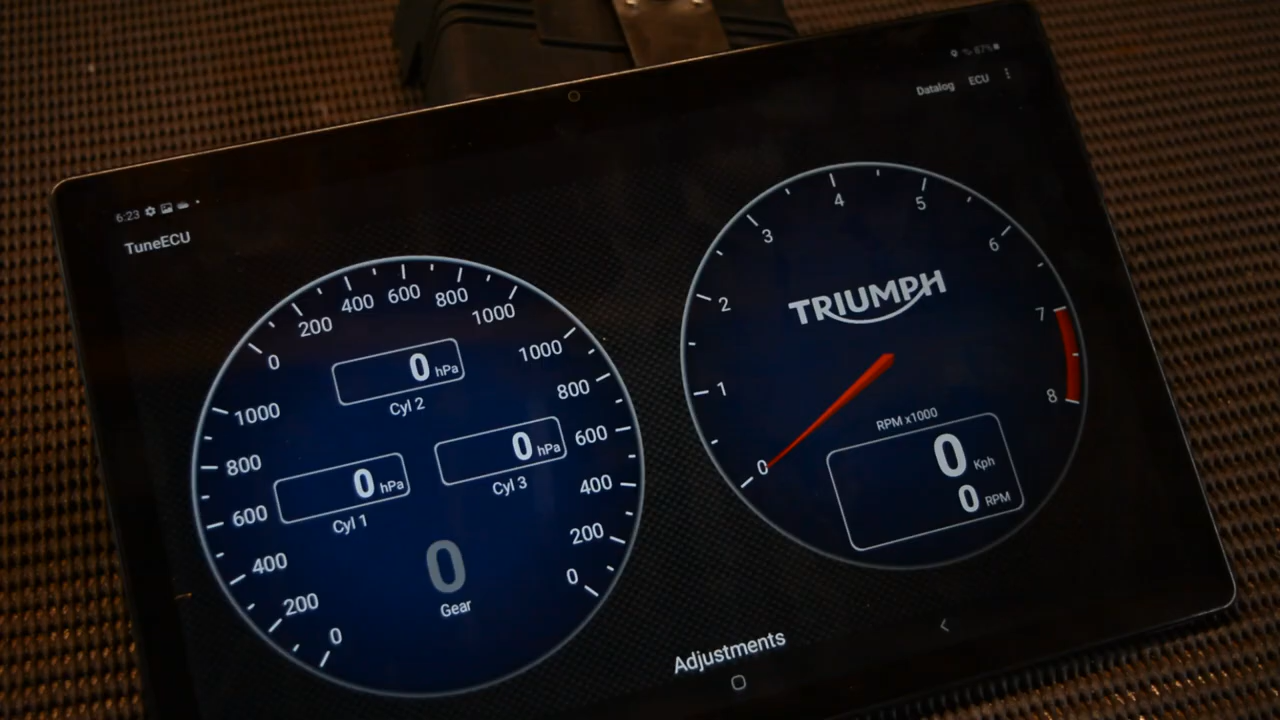 6:23
87%
TuneECU
Datalog ECU
0 200 400 600 800 1000
0 hPa
Cyl 2
1000 800 600 400 200 0
0 hPa
Cyl 1
0 hPa
Cyl 3
1000 800 600 400 200 0
0
Gear
0 1 2 3 4 5 6 7 8
TRIUMPH
RPM x1000
0 Kph
0 RPM
Adjustments